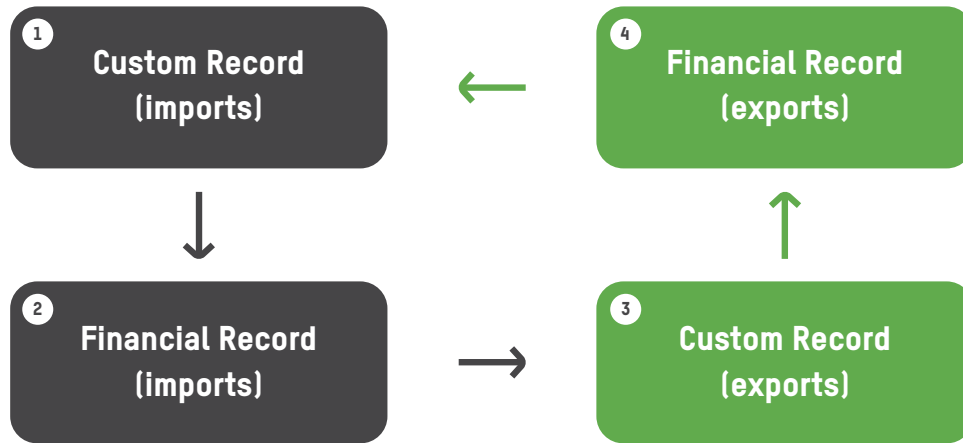 1
Custom Record
(imports)
4
Financial Record
(exports)
2
Financial Record
(imports)
3
Custom Record
(exports)